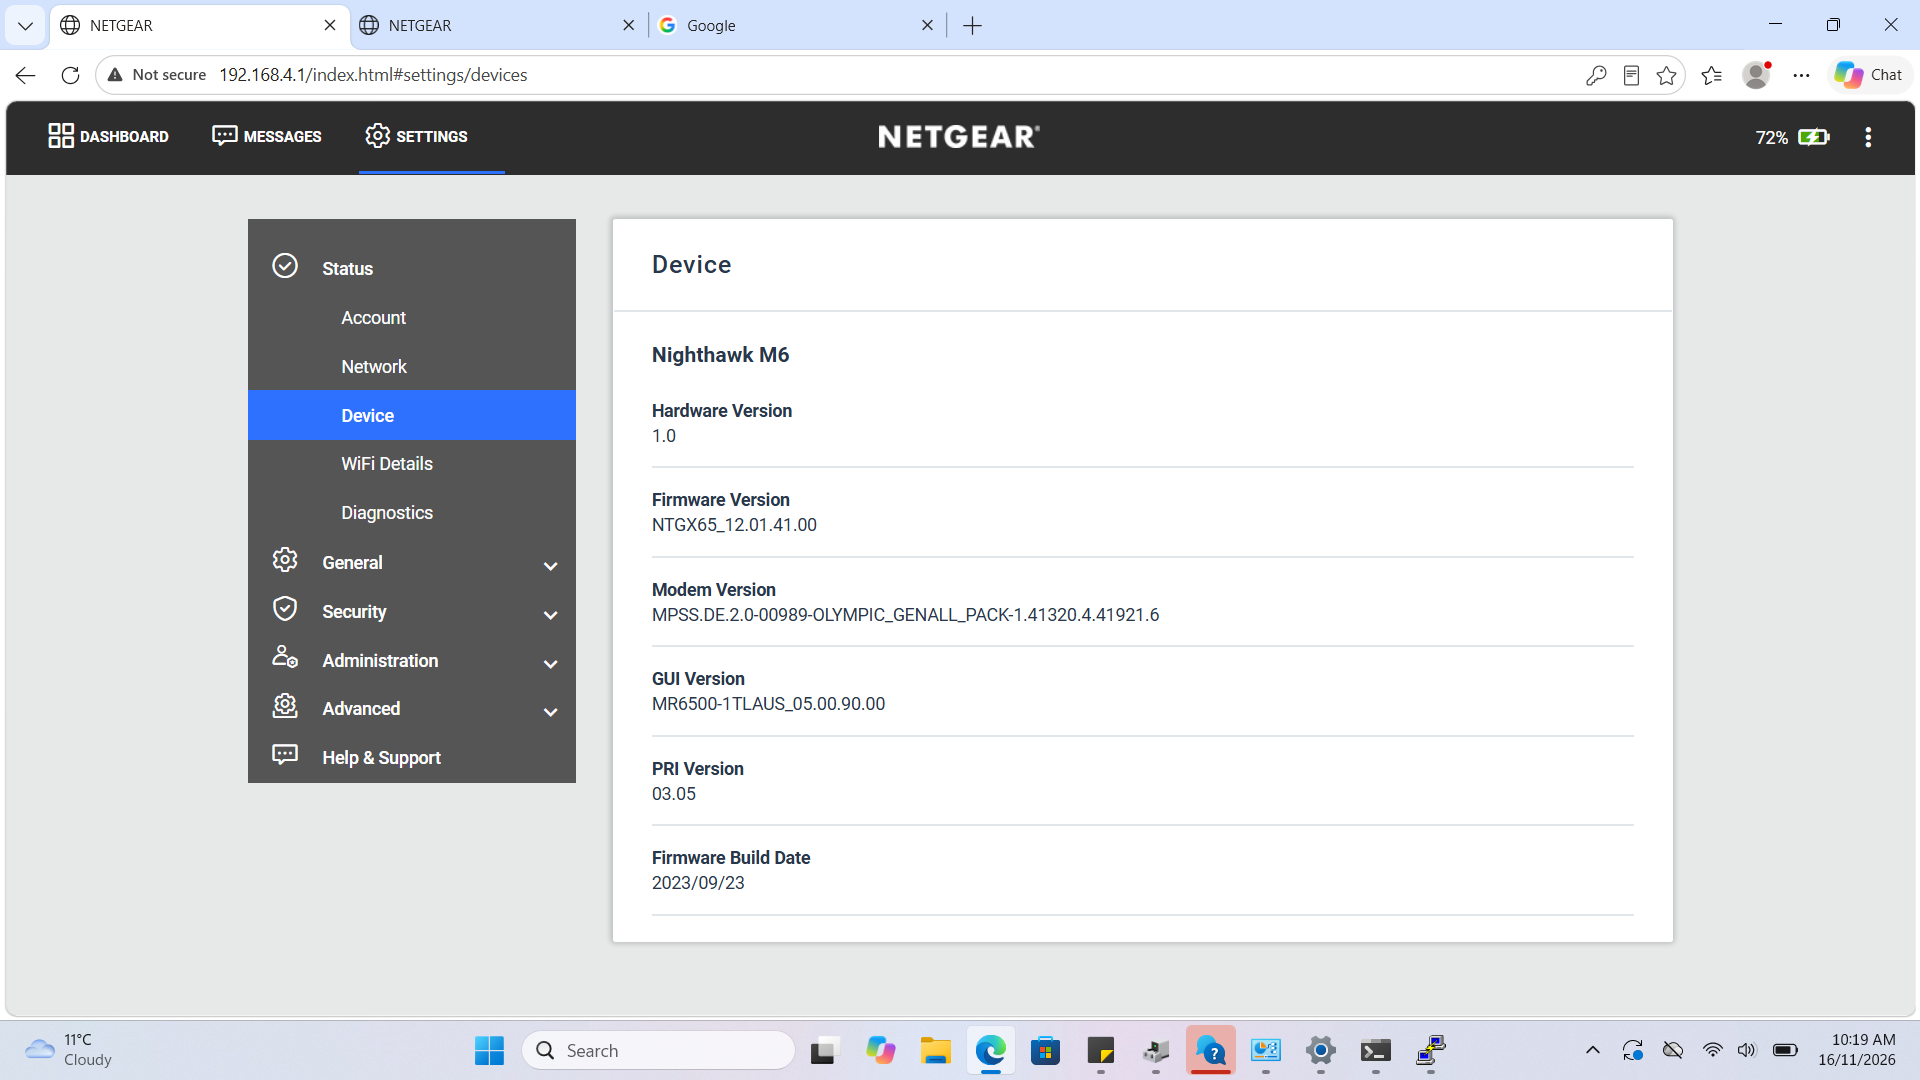 NETGEAR
NETGEAR
Google
Not secure
192.168.4.1/index.html#settings/devices
Chat
DASHBOARD
MESSAGES
SETTINGS
NETGEAR®
72%
Status
Account
Network
Device
WiFi Details
Diagnostics
General
Security
Administration
Advanced
Help & Support
Device
Nighthawk M6
Hardware Version
1.0
Firmware Version
NTGX65_12.01.41.00
Modem Version
MPSS.DE.2.0-00989-OLYMPIC_GENALL_PACK-1.41320.4.41921.6
GUI Version
MR6500-1TLAUS_05.00.90.00
PRI Version
03.05
Firmware Build Date
2023/09/23
11°C
Cloudy
Search
10:19 AM
16/11/2026